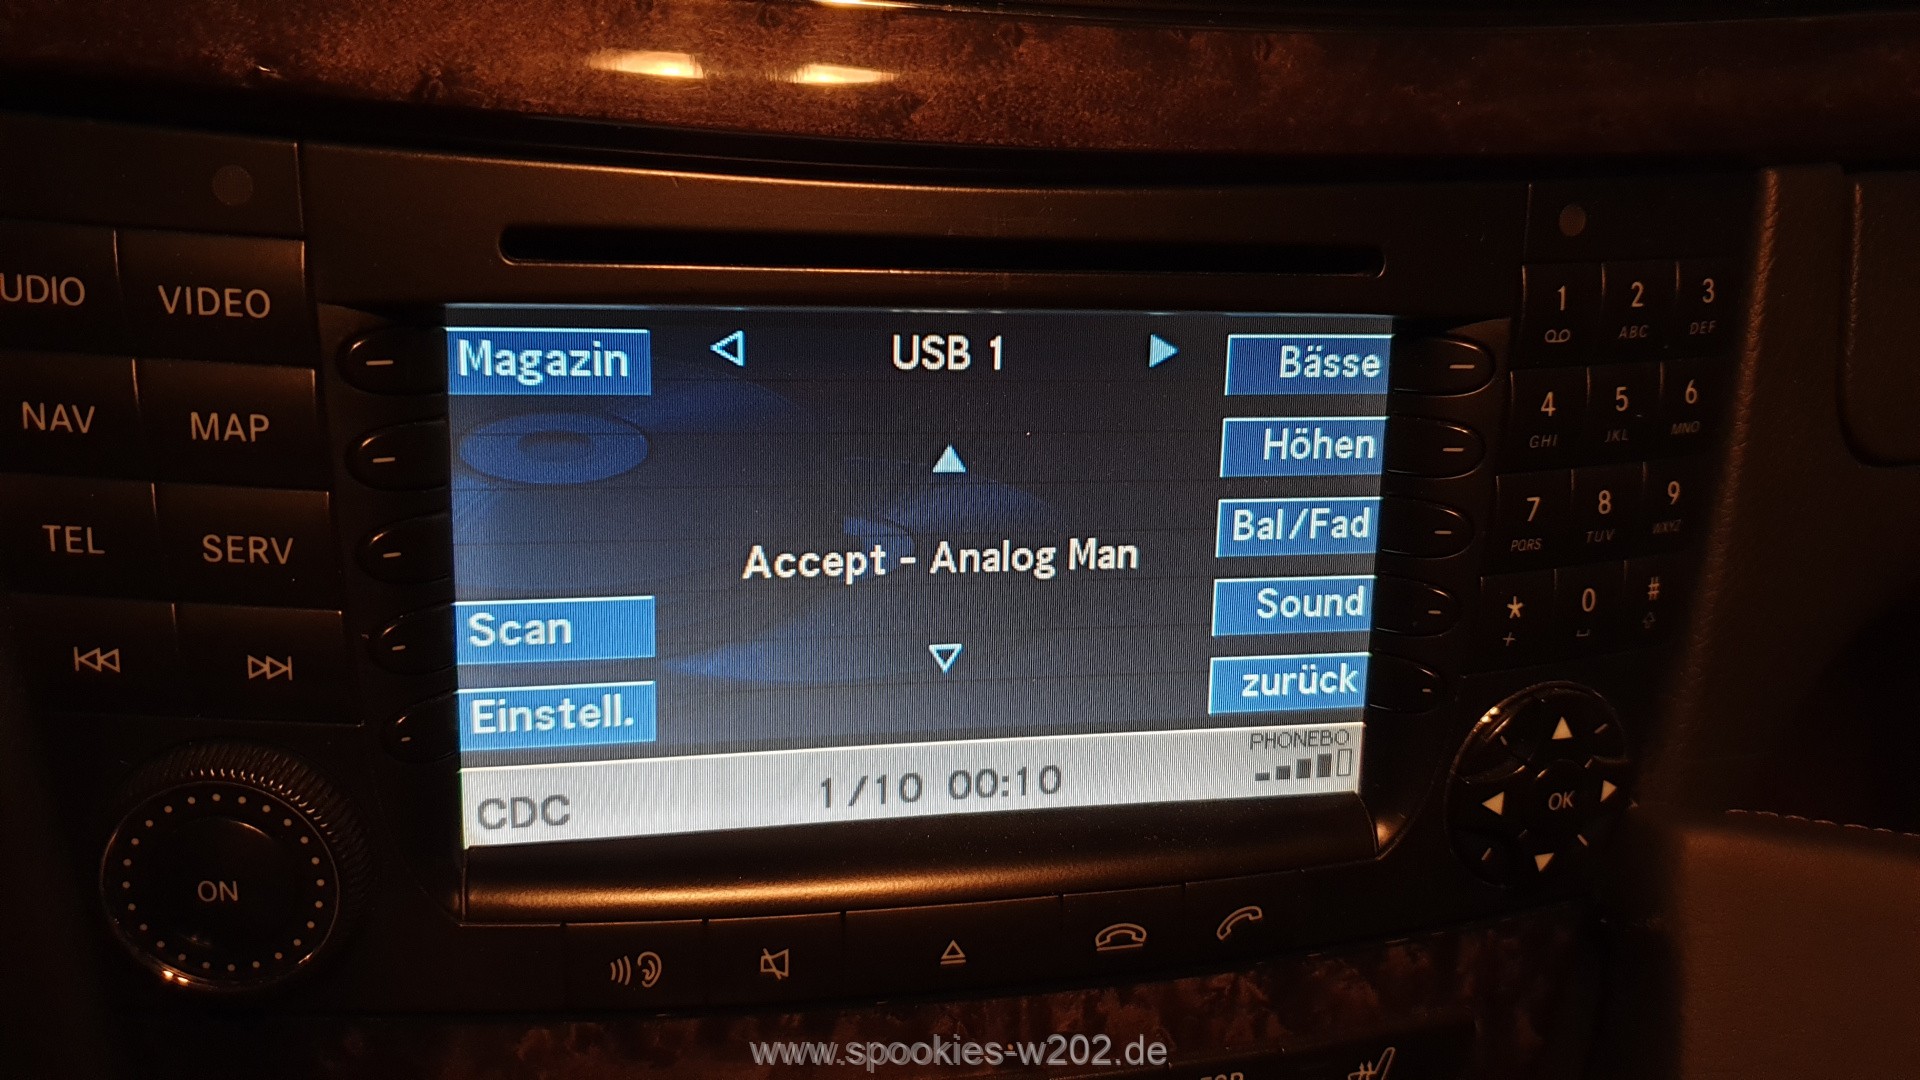 UDIO
VIDEO
NAV
MAP
TEL
SERV
ON
Magazin
USB 1
Bässe
Höhen
Bal/Fad
Accept - Analog Man
Sound
Scan
zurück
Einstell.
PHONEBO
CDC
1/10 00:10
1
2 ABC
3 DEF
4 GHI
5 JKL
6 MNO
7 PQRS
8 TUV
9 WXYZ
*
+
0
#
OK
www.spookies-w202.de